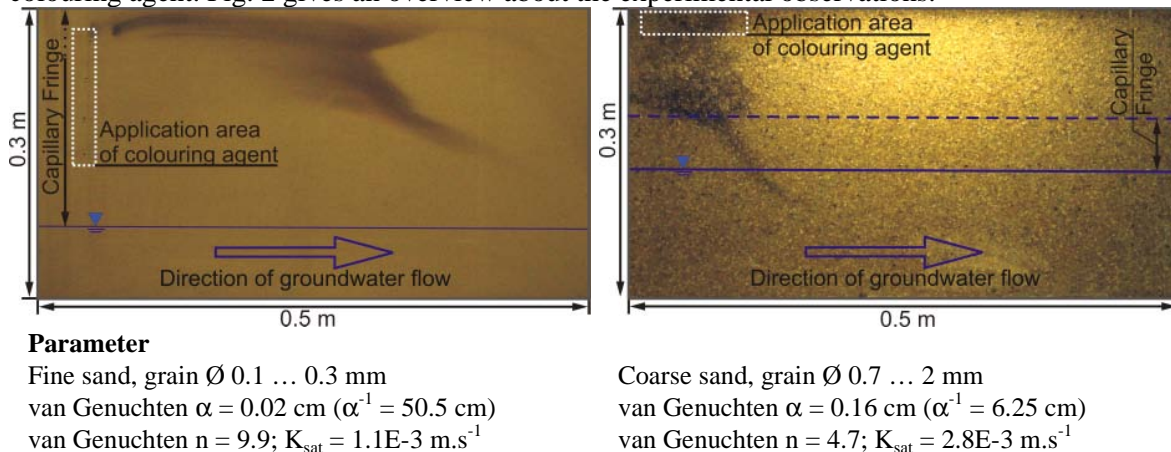 colouring agent. Fig. 2 gives an overview about the experimental observations.
Capillary Fringe
0.3 m
Application area
of colouring agent
Direction of groundwater flow
0.5 m
Application area
of colouring agent
Capillary
Fringe
0.3 m
Direction of groundwater flow
0.5 m
Parameter
Fine sand, grain Ø 0.1 … 0.3 mm
van Genuchten α = 0.02 cm (α⁻¹ = 50.5 cm)
van Genuchten n = 9.9; Kₛₐₜ = 1.1E-3 m.s⁻¹
Coarse sand, grain Ø 0.7 … 2 mm
van Genuchten α = 0.16 cm (α⁻¹ = 6.25 cm)
van Genuchten n = 4.7; Kₛₐₜ = 2.8E-3 m.s⁻¹